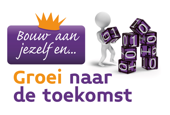 Bouw aan
jezelf en...
Groei naar
de toekomst